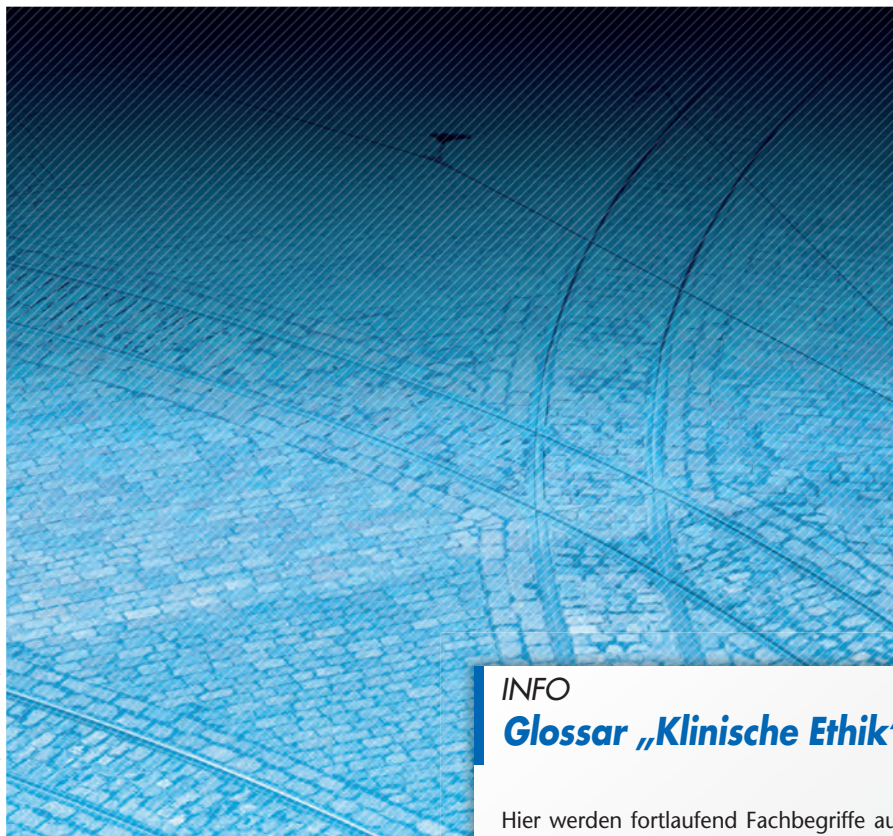 INFO
Glossar „Klinische Ethik“
Hier werden fortlaufend Fachbegriffe